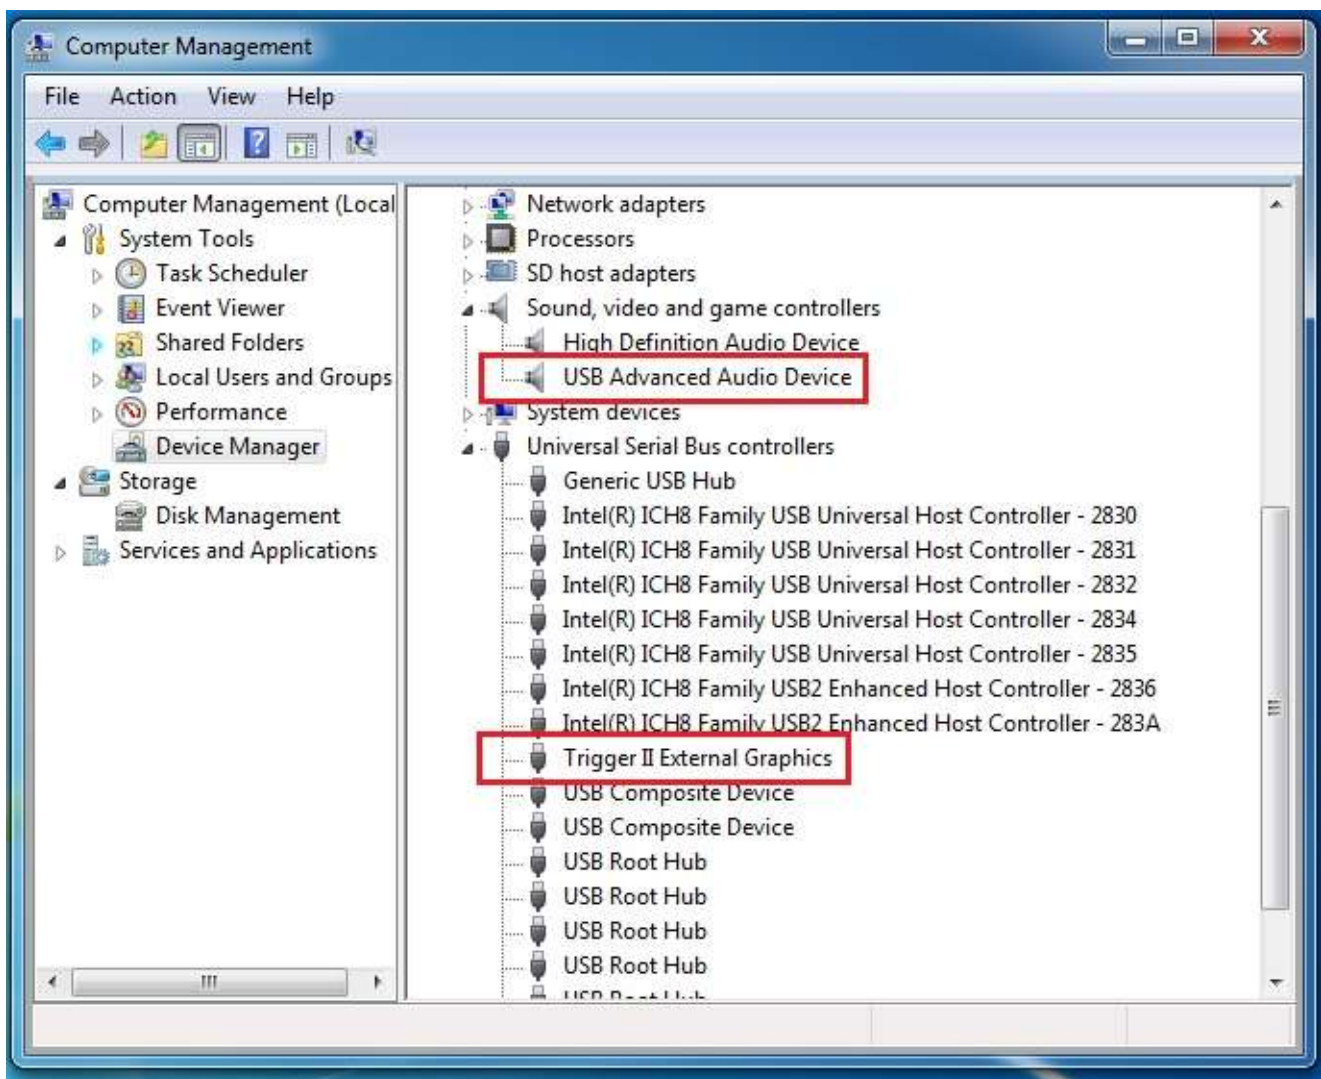 Computer Management
File Action View Help
Computer Management (Local
System Tools
Task Scheduler
Event Viewer
Shared Folders
Local Users and Groups
Performance
Device Manager
Storage
Disk Management
Services and Applications
Network adapters
Processors
SD host adapters
Sound, video and game controllers
High Definition Audio Device
USB Advanced Audio Device
System devices
Universal Serial Bus controllers
Generic USB Hub
Intel(R) ICH8 Family USB Universal Host Controller - 2830
Intel(R) ICH8 Family USB Universal Host Controller - 2831
Intel(R) ICH8 Family USB Universal Host Controller - 2832
Intel(R) ICH8 Family USB Universal Host Controller - 2834
Intel(R) ICH8 Family USB Universal Host Controller - 2835
Intel(R) ICH8 Family USB2 Enhanced Host Controller - 2836
Intel(R) ICH8 Family USB2 Enhanced Host Controller - 283A
Trigger II External Graphics
USB Composite Device
USB Composite Device
USB Root Hub
USB Root Hub
USB Root Hub
USB Root Hub
USB Root Hub